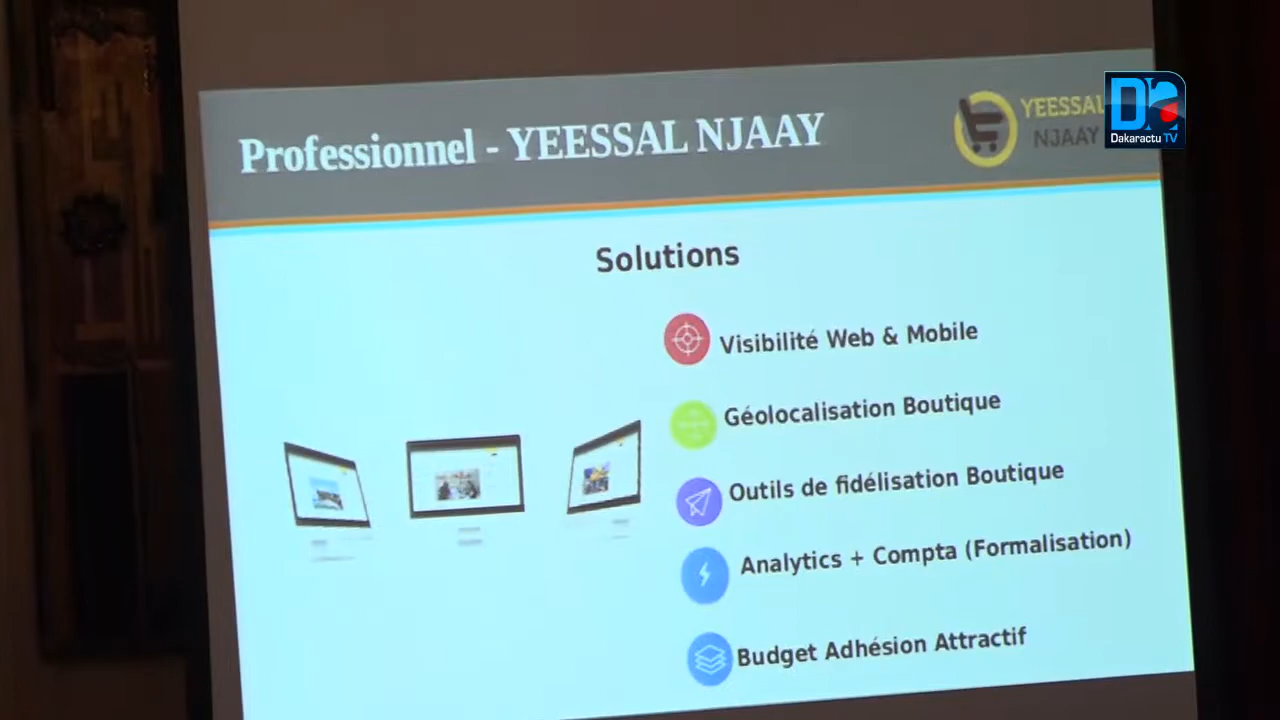 Professionnel - YEESSAL NJAAY
YEESSAL
NJAAY
Dakaractu TV
Solutions
Visibilité Web & Mobile
Géolocalisation Boutique
Outils de fidélisation Boutique
Analytics + Compta (Formalisation)
Budget Adhésion Attractif